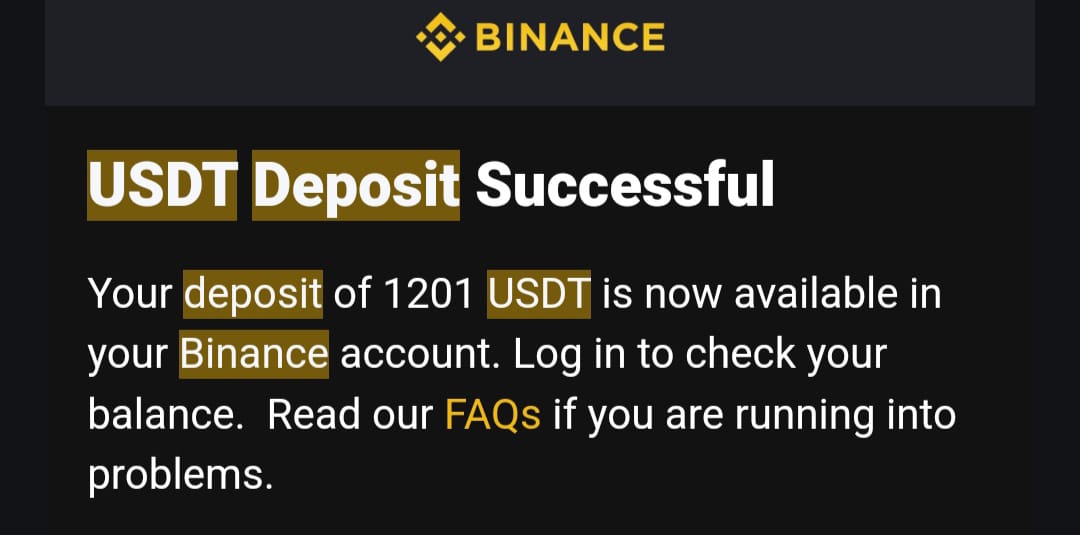 BINANCE
USDT Deposit Successful
Your deposit of 1201 USDT is now available in
your Binance account. Log in to check your
balance.  Read our FAQs if you are running into
problems.